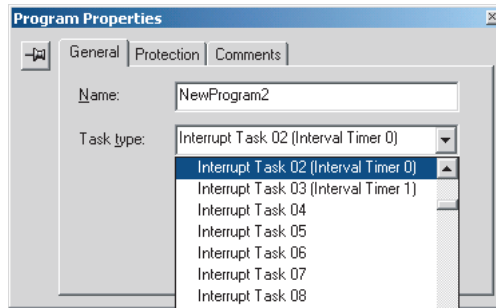 Program Properties
General Protection Comments
Name: NewProgram2
Task type: Interrupt Task 02 (Interval Timer 0)
Interrupt Task 02 (Interval Timer 0)
Interrupt Task 03 (Interval Timer 1)
Interrupt Task 04
Interrupt Task 05
Interrupt Task 06
Interrupt Task 07
Interrupt Task 08